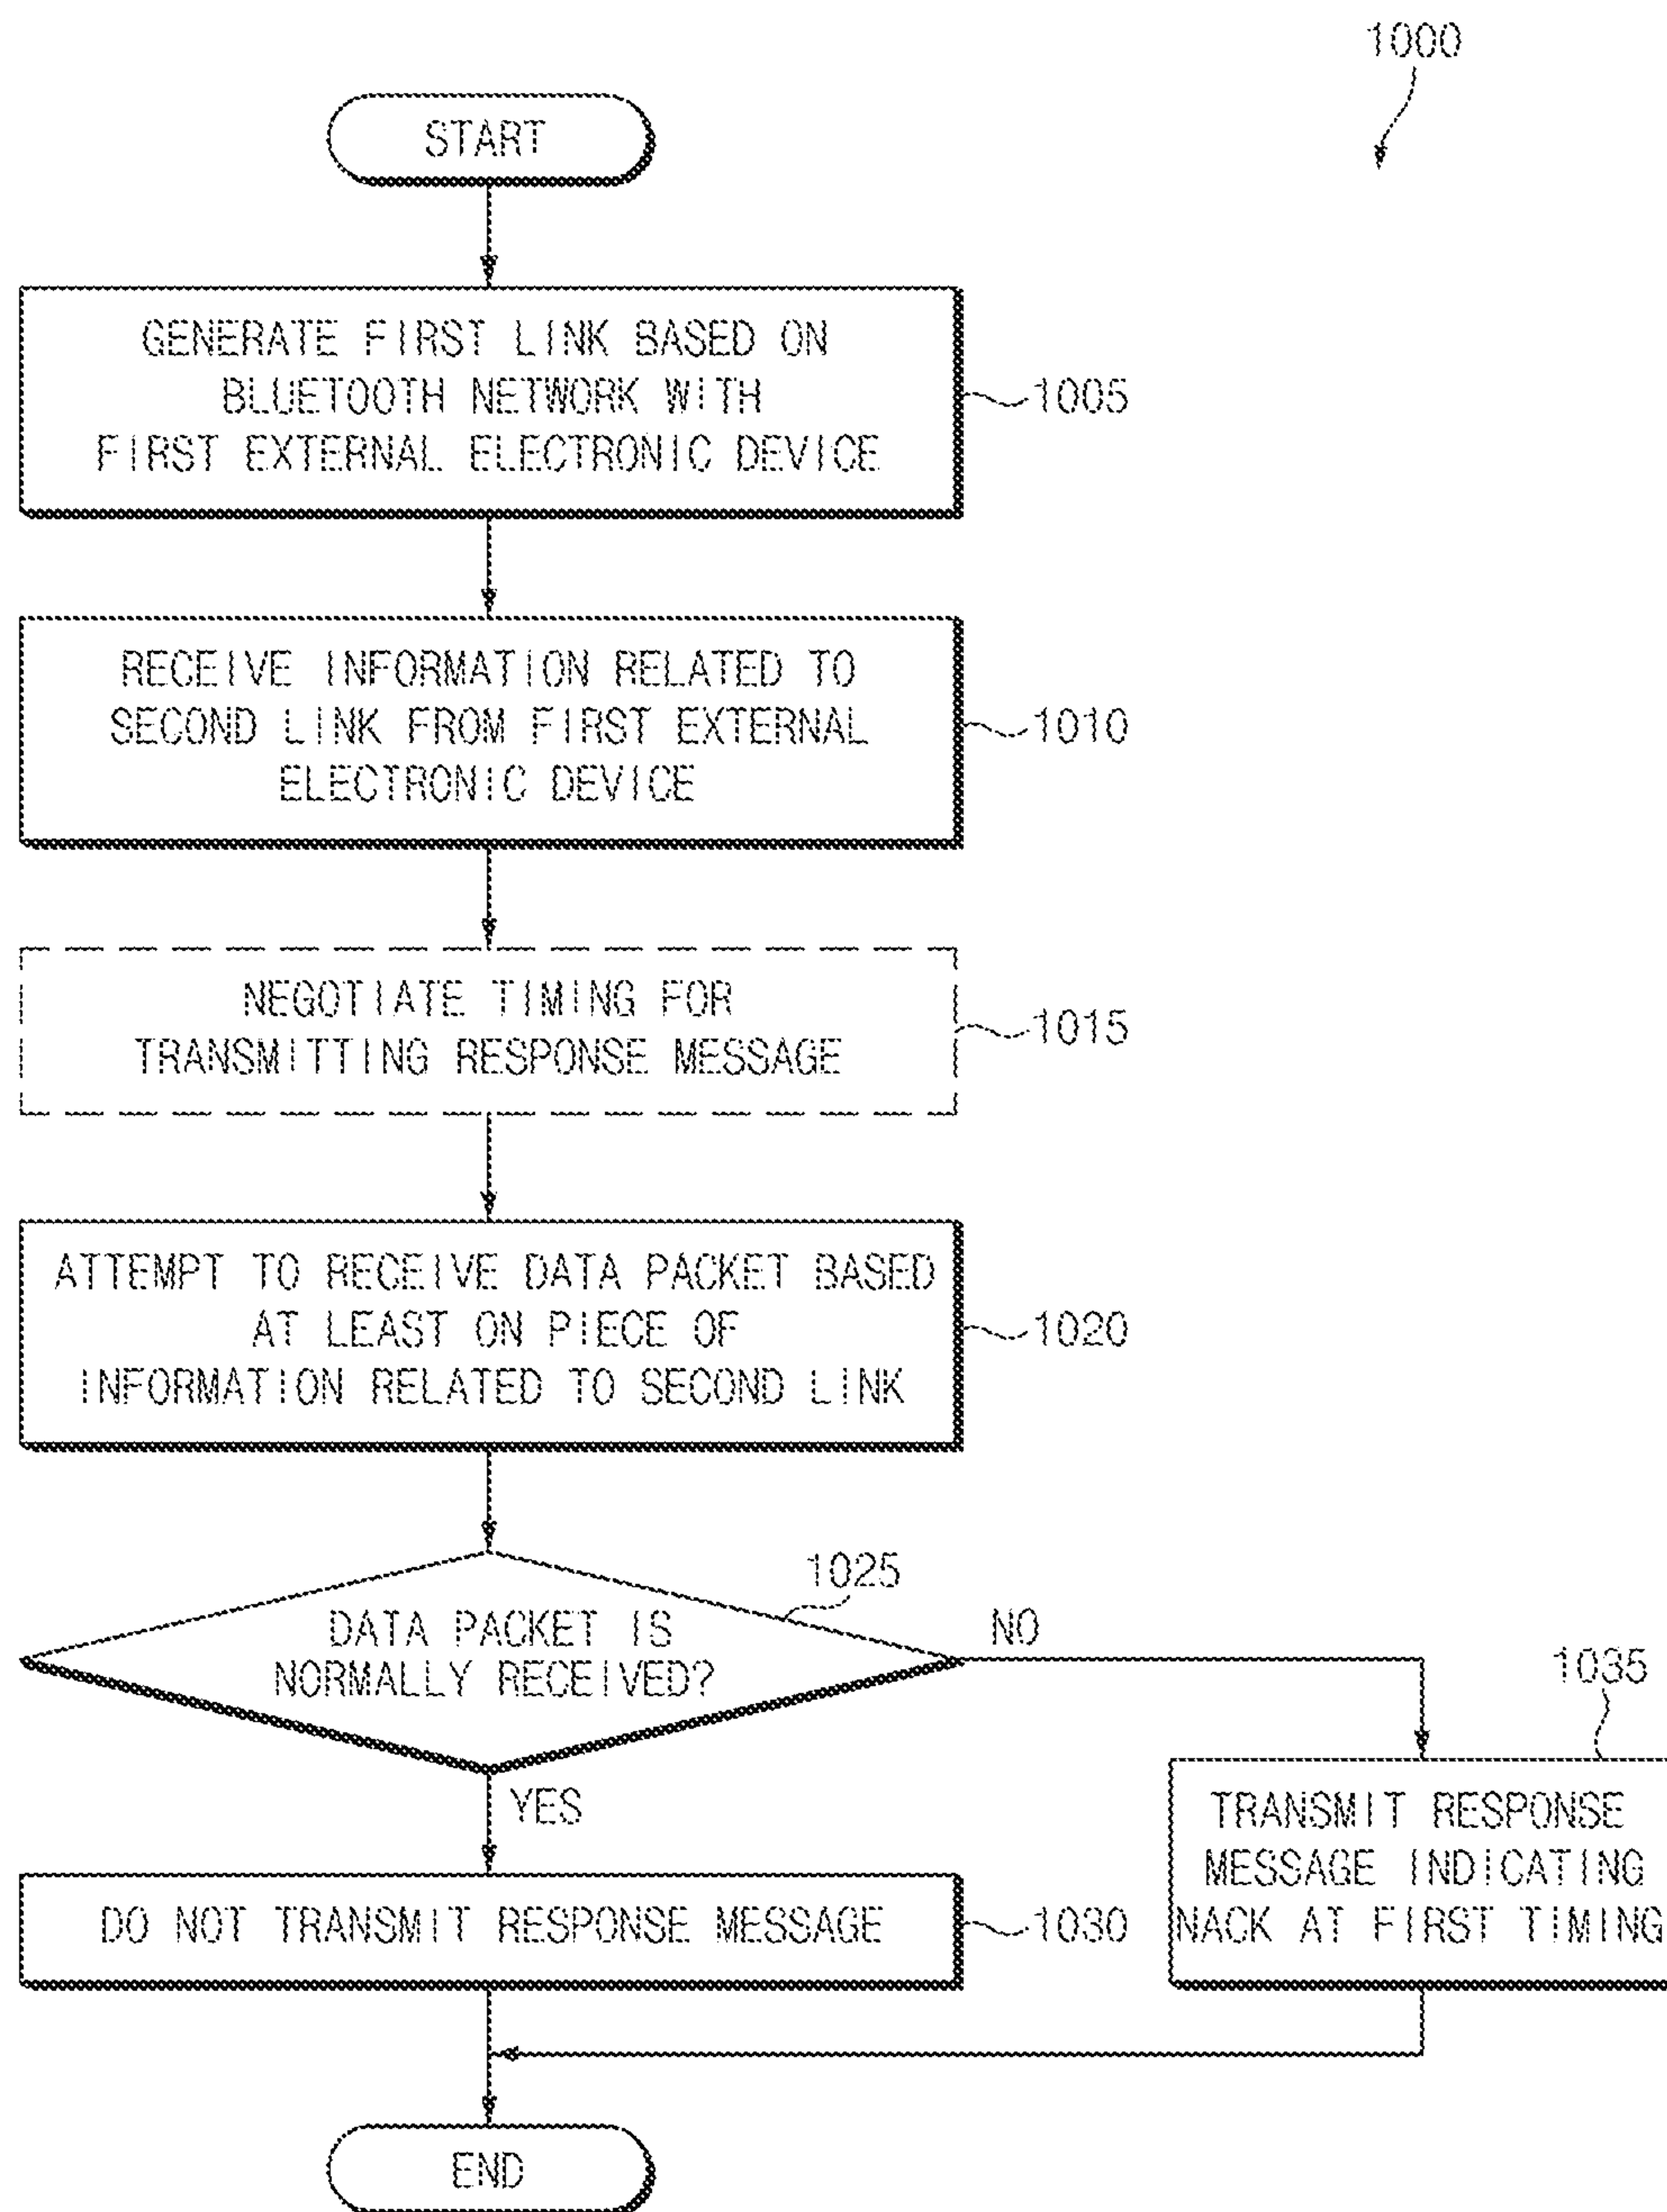 1000
START
GENERATE FIRST LINK BASED ON
BLUETOOTH NETWORK WITH
FIRST EXTERNAL ELECTRONIC DEVICE
1005
RECEIVE INFORMATION RELATED TO
SECOND LINK FROM FIRST EXTERNAL
ELECTRONIC DEVICE
1010
NEGOTIATE TIMING FOR
TRANSMITTING RESPONSE MESSAGE
1015
ATTEMPT TO RECEIVE DATA PACKET BASED
AT LEAST ON PIECE OF
INFORMATION RELATED TO SECOND LINK
1020
1025
DATA PACKET IS
NORMALLY RECEIVED?
NO
YES
1035
TRANSMIT RESPONSE
MESSAGE INDICATING
NACK AT FIRST TIMING
DO NOT TRANSMIT RESPONSE MESSAGE
1030
END